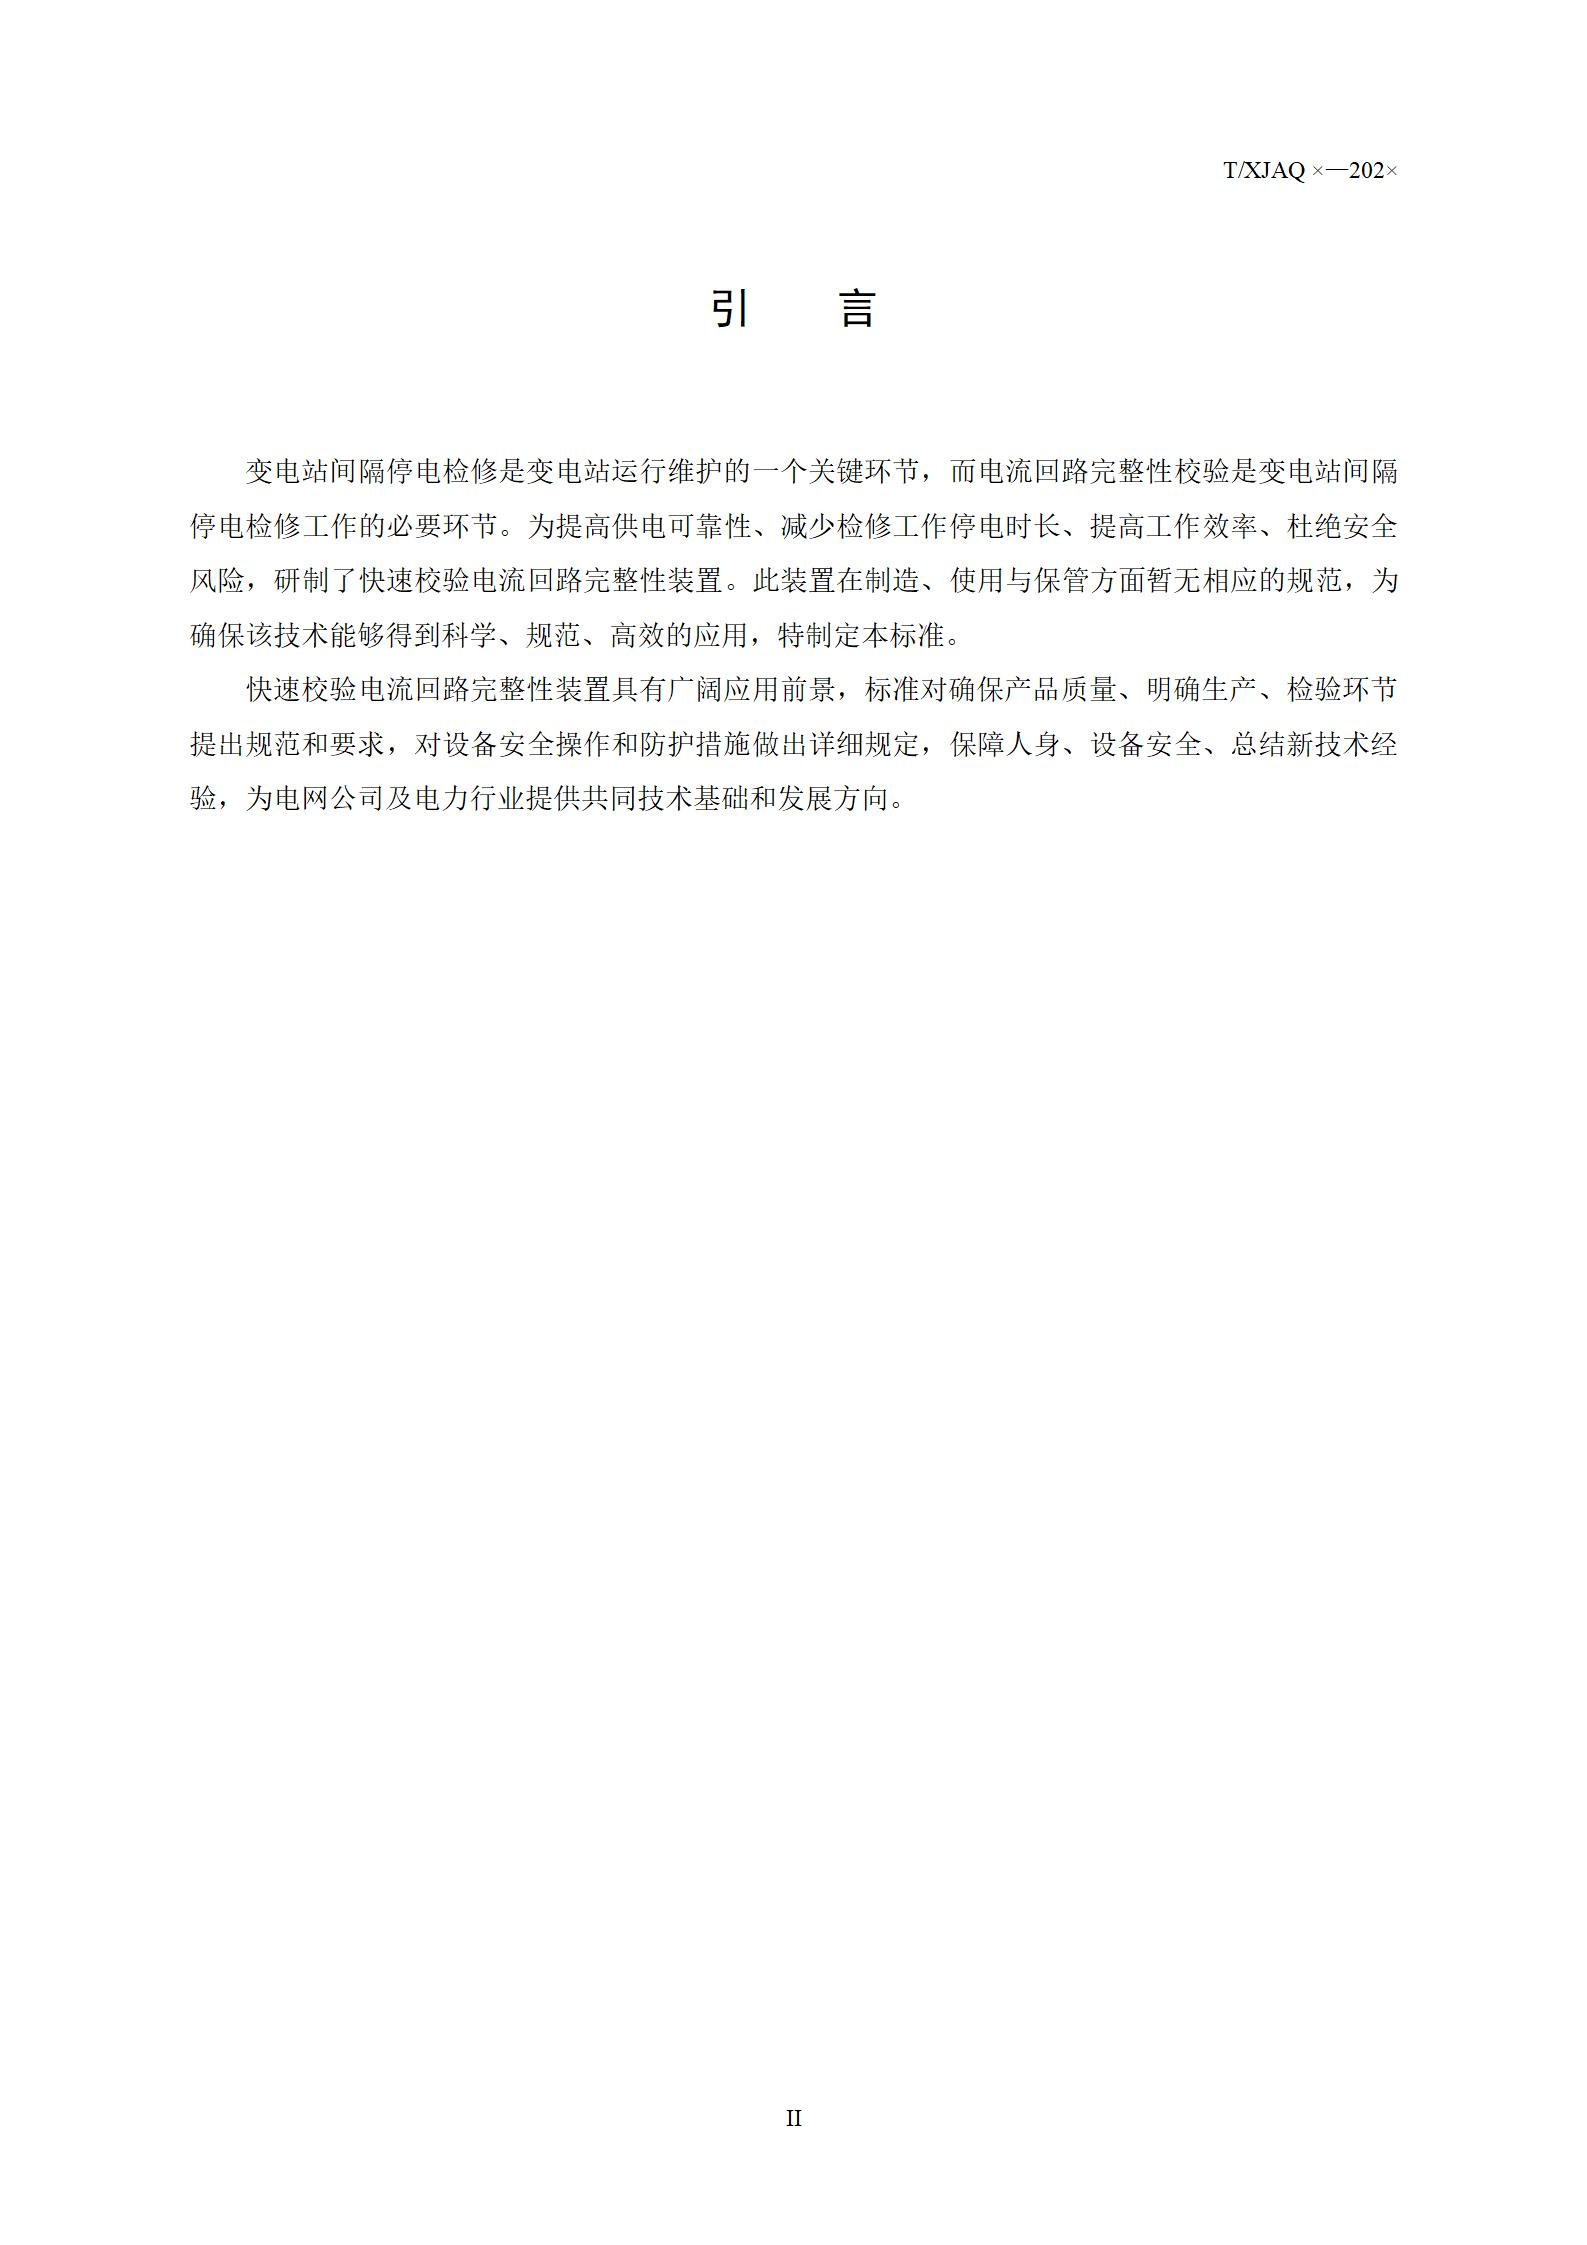 T/XJAQ ×—202×
引　　言
变电站间隔停电检修是变电站运行维护的一个关键环节，而电流回路完整性校验是变电站间隔
停电检修工作的必要环节。为提高供电可靠性、减少检修工作停电时长、提高工作效率、杜绝安全
风险，研制了快速校验电流回路完整性装置。此装置在制造、使用与保管方面暂无相应的规范，为
确保该技术能够得到科学、规范、高效的应用，特制定本标准。
快速校验电流回路完整性装置具有广阔应用前景，标准对确保产品质量、明确生产、检验环节
提出规范和要求，对设备安全操作和防护措施做出详细规定，保障人身、设备安全、总结新技术经
验，为电网公司及电力行业提供共同技术基础和发展方向。
II